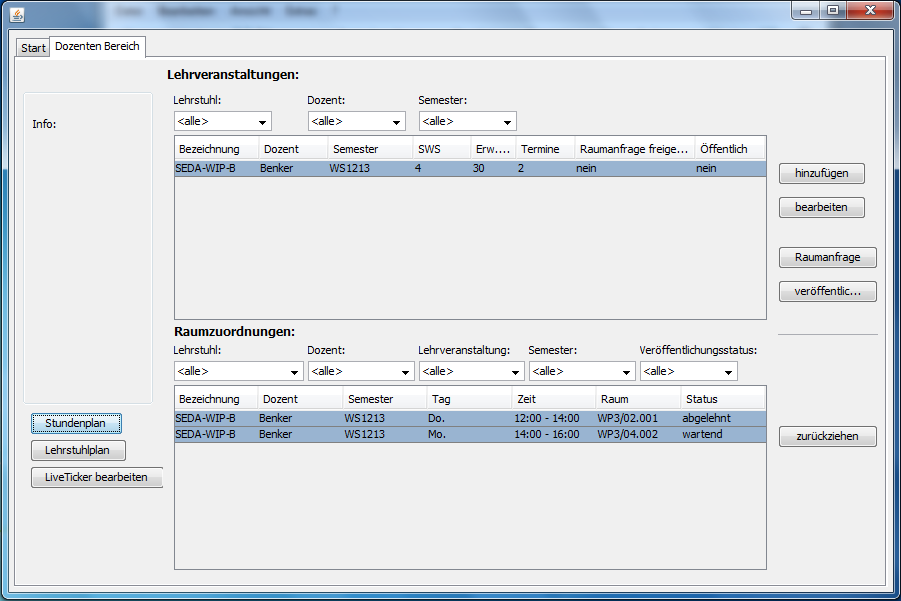 Start Dozenten Bereich
Lehrveranstaltungen:
Info:
Lehrstuhl: Dozent: Semester:
<alle> <alle> <alle>
Bezeichnung Dozent Semester SWS Erw.... Termine Raumanfrage freige... Öffentlich
SEDA-WIP-B Benker WS1213 4 30 2 nein nein
hinzufügen
bearbeiten
Raumanfrage
veröffentlic...
Raumzuordnungen:
Lehrstuhl: Dozent: Lehrveranstaltung: Semester: Veröffentlichungsstatus:
<alle> <alle> <alle> <alle> <alle>
Bezeichnung Dozent Semester Tag Zeit Raum Status
SEDA-WIP-B Benker WS1213 Do. 12:00 - 14:00 WP3/02.001 abgelehnt
SEDA-WIP-B Benker WS1213 Mo. 14:00 - 16:00 WP3/04.002 wartend
zurückziehen
Stundenplan
Lehrstuhlplan
LiveTicker bearbeiten